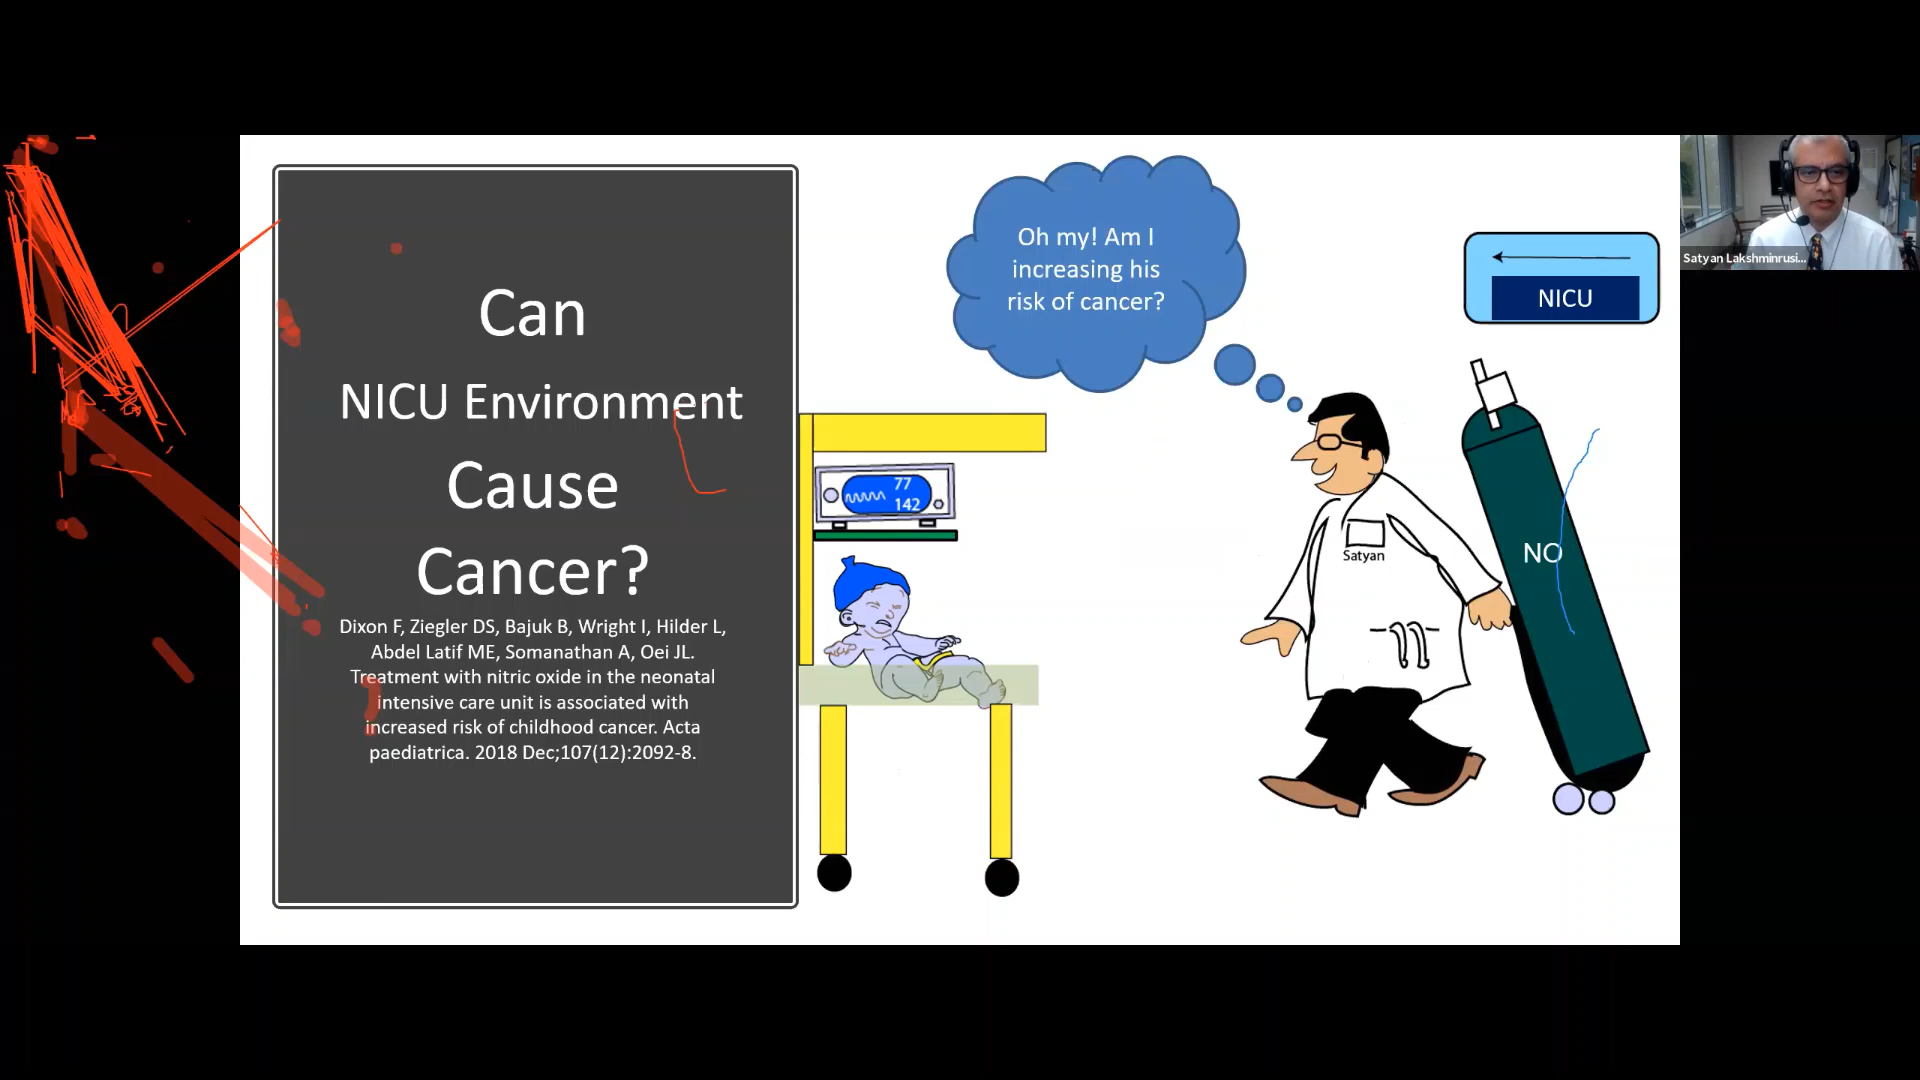 Can
NICU Environment
Cause
Cancer?
Dixon F, Ziegler DS, Bajuk B, Wright I, Hilder L,
Abdel Latif ME, Somanathan A, Oei JL.
Treatment with nitric oxide in the neonatal
intensive care unit is associated with
increased risk of childhood cancer. Acta
paediatrica. 2018 Dec;107(12):2092-8.
Oh my! Am I
increasing his
risk of cancer?
77
142
Satyan
NO
NICU
Satyan Lakshminrusi...